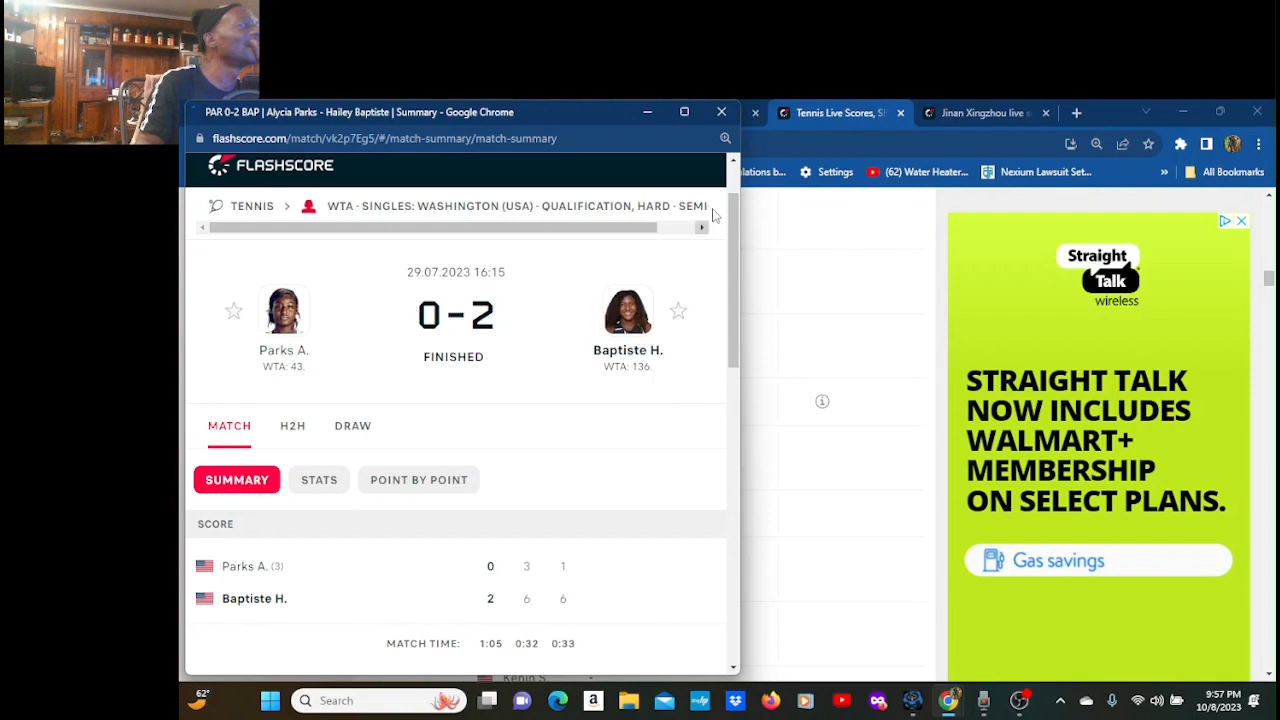 PAR 0-2 BAP | Alycia Parks - Hailey Baptiste | Summary - Google Chrome
Tennis Live Scores, S
Jinan Xingzhou live s
flashscore.com/match/vk2p7Eg5/#/match-summary/match-summary
FLASHSCORE
lations b...
Settings
(62) Water Heater...
Nexium Lawsuit Set...
»
All Bookmarks
TENNIS > WTA - SINGLES: WASHINGTON (USA) - QUALIFICATION, HARD - SEMI
29.07.2023 16:15
0-2
FINISHED
Parks A.
WTA: 43.
Baptiste H.
WTA: 136.
MATCH H2H DRAW
SUMMARY STATS POINT BY POINT
SCORE
Parks A. (3) 0 3 1
Baptiste H. 2 6 6
MATCH TIME: 1:05 0:32 0:33
Straight
Talk
wireless
STRAIGHT TALK
NOW INCLUDES
WALMART+
MEMBERSHIP
ON SELECT PLANS.
Gas savings
62°
Search
a
mylp
9:57 PM
10/8/2023